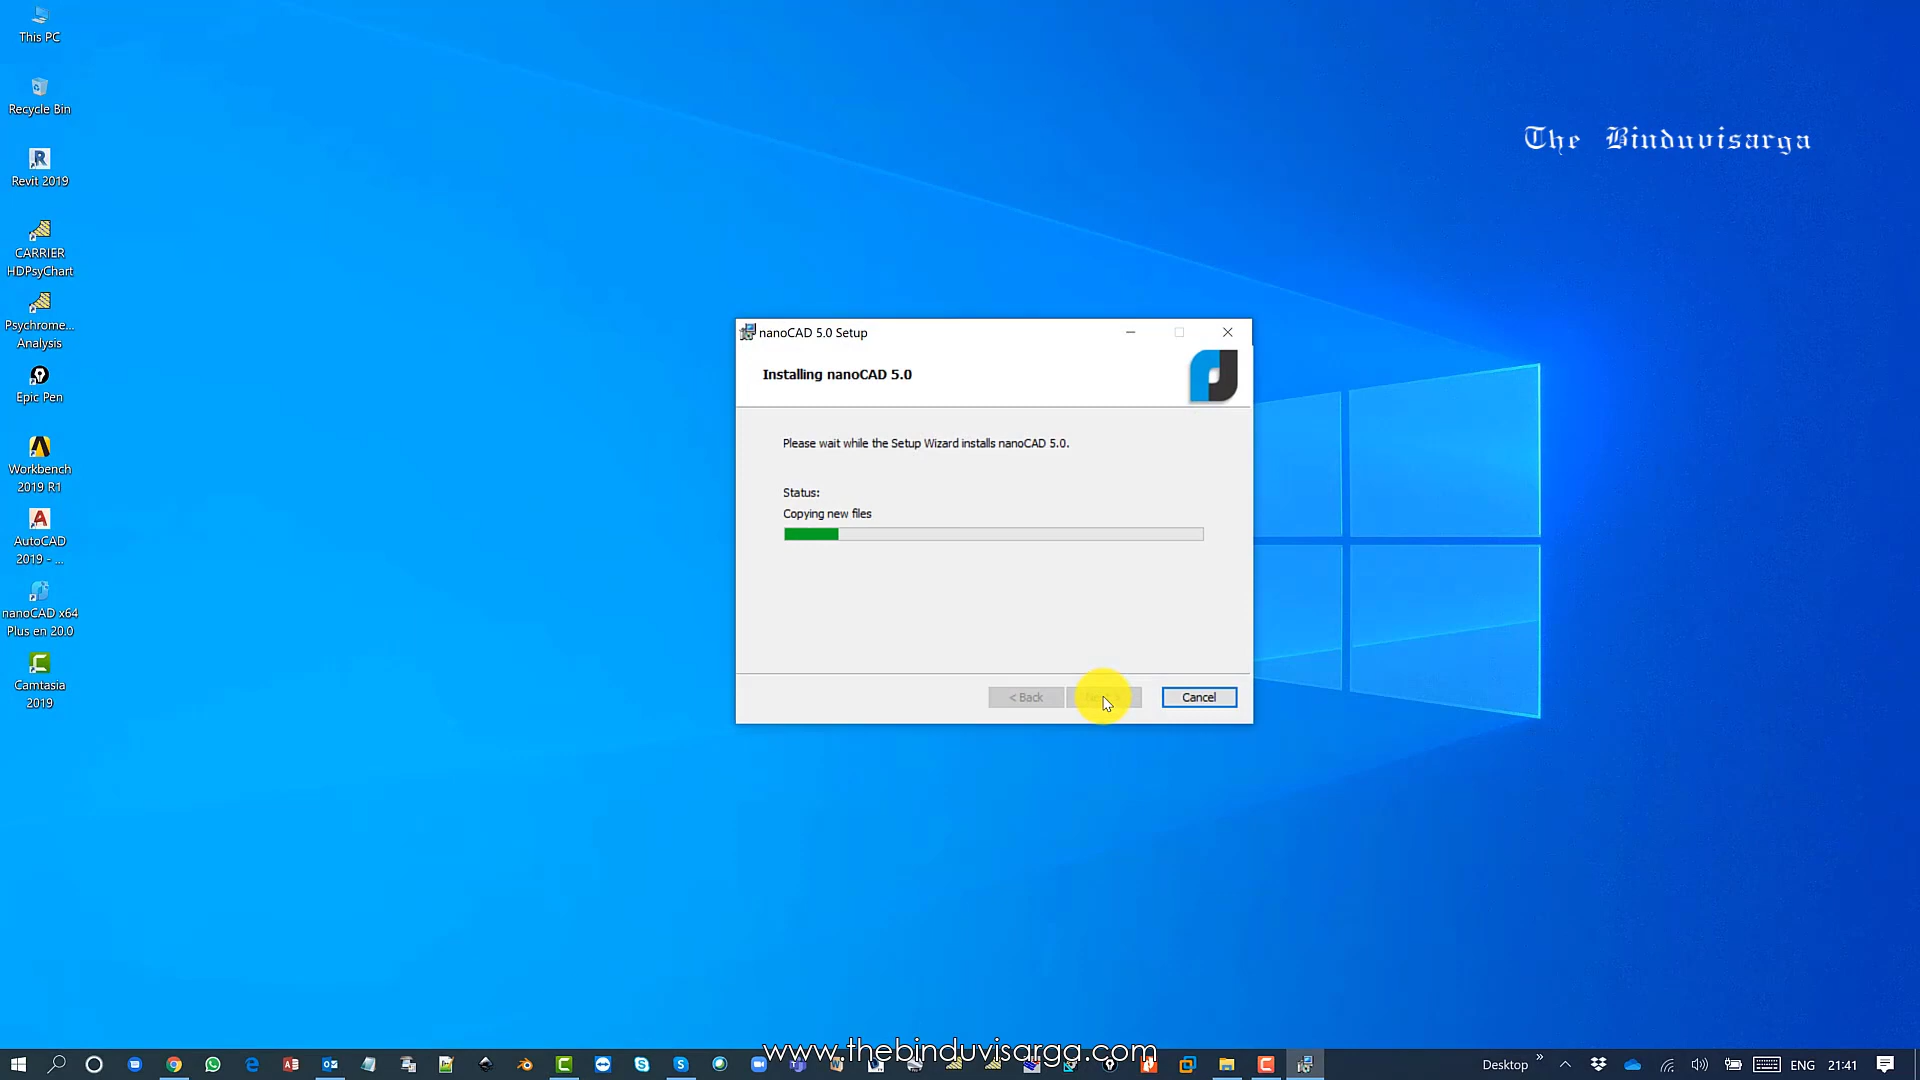 This PC
Recycle Bin
Revit 2019
CARRIER
HDPsyChart
Psychrome...
Analysis
Epic Pen
Workbench
2019 R1
AutoCAD
2019 - ...
nanoCAD x64
Plus en 20.0
Camtasia
2019
The Binduvisarga
nanoCAD 5.0 Setup
Installing nanoCAD 5.0
Please wait while the Setup Wizard installs nanoCAD 5.0.
Status:
Copying new files
< Back
Cancel
www.thebinduvisarga.com
Desktop
ENG
21:41